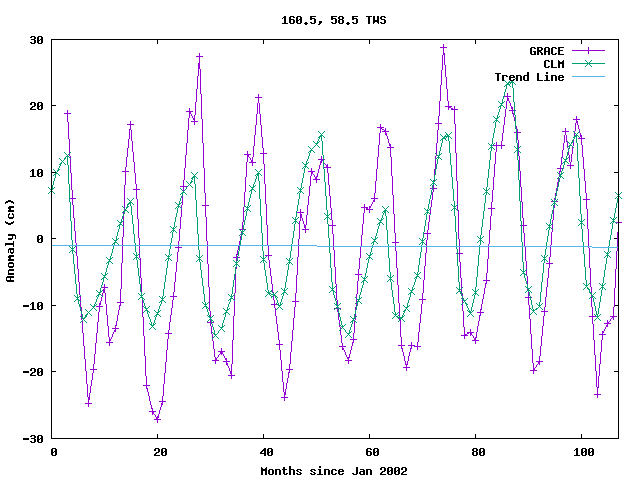 160.5, 58.5 TWS
GRACE
CLM
Trend Line
30
20
10
0
-10
-20
-30
Anomaly (cm)
0 20 40 60 80 100
Months since Jan 2002